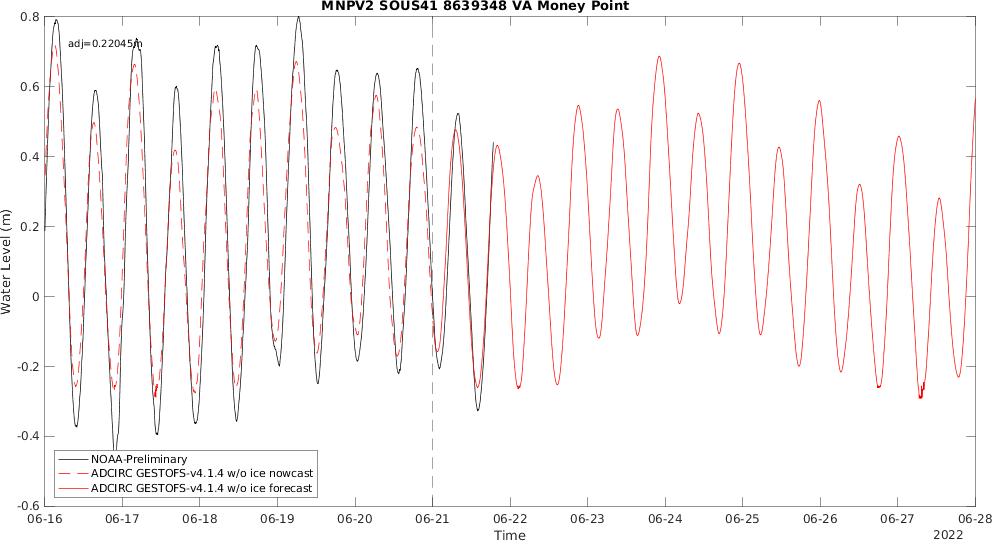 MNPV2 SOUS41 8639348 VA Money Point
adj=0.22045m
0.8
0.6
0.4
0.2
0
-0.2
-0.4
-0.6
Water Level (m)
NOAA-Preliminary
ADCIRC GESTOFS-v4.1.4 w/o ice nowcast
ADCIRC GESTOFS-v4.1.4 w/o ice forecast
06-16 06-17 06-18 06-19 06-20 06-21 06-22 06-23 06-24 06-25 06-26 06-27 06-28
Time
2022